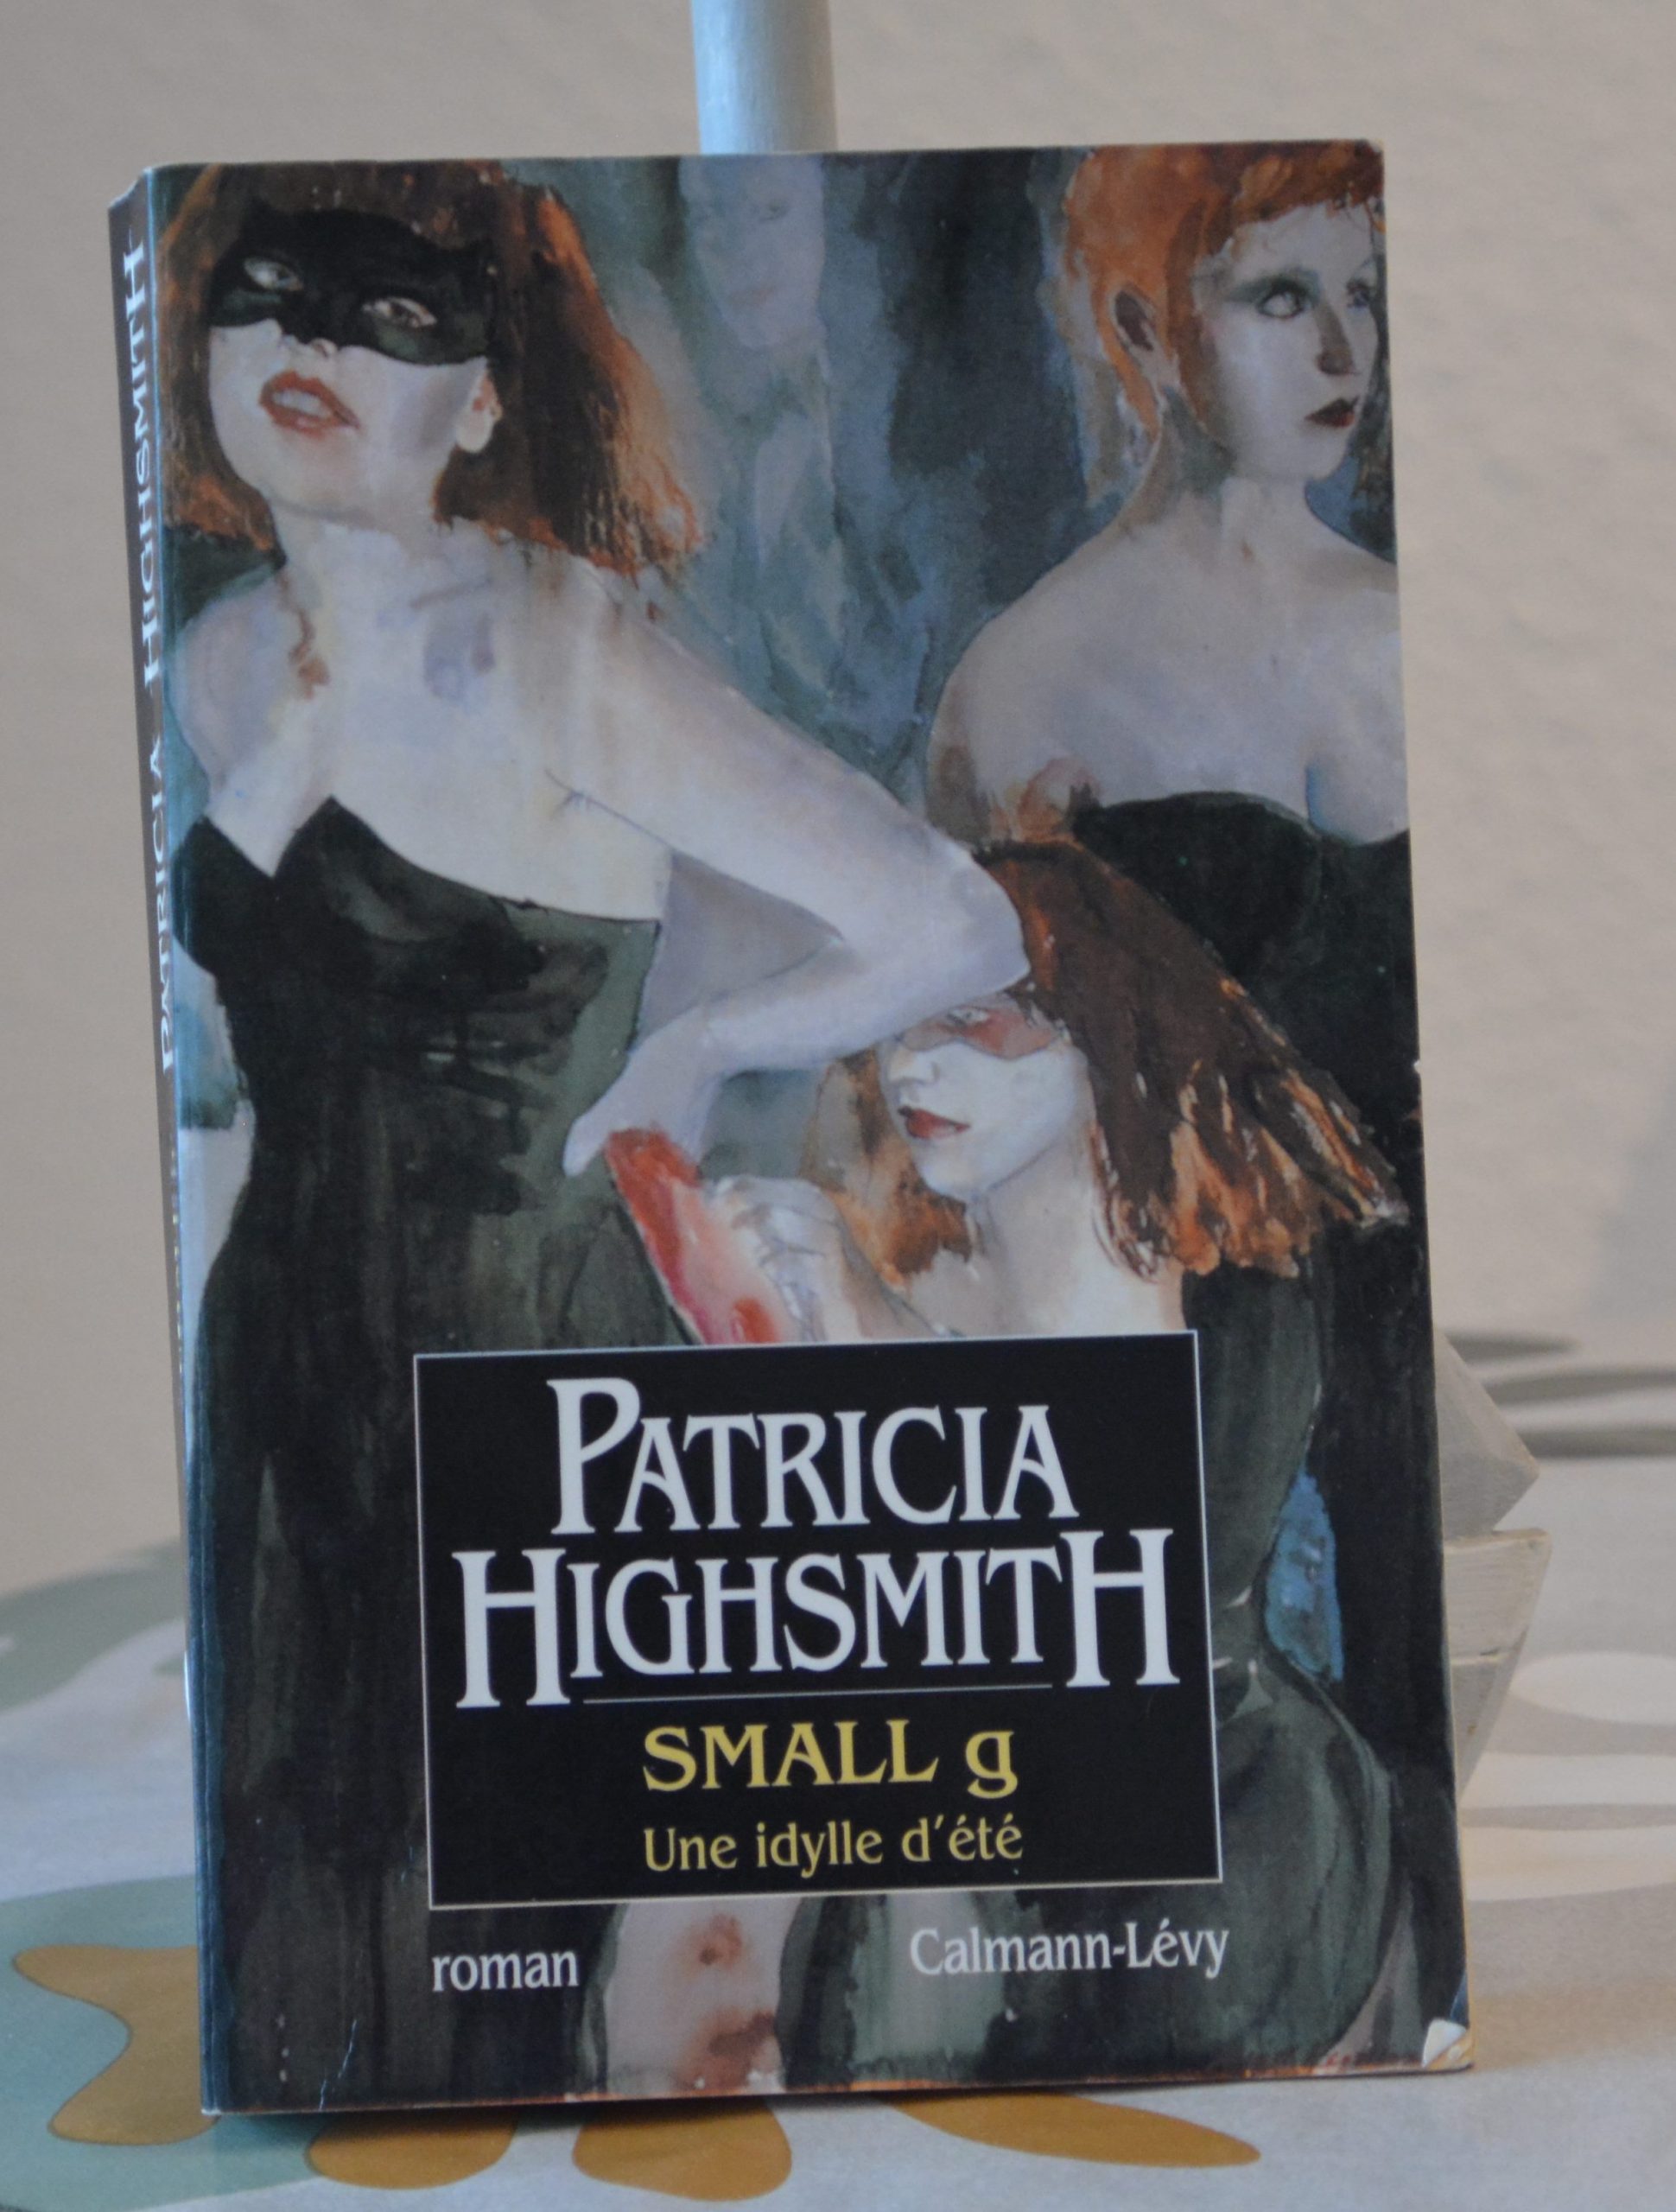 PATRICIA HIGHSMITH
PATRICIA
HIGHSMITH
SMALL g
Une idylle d'été
roman
Calmann-Lévy